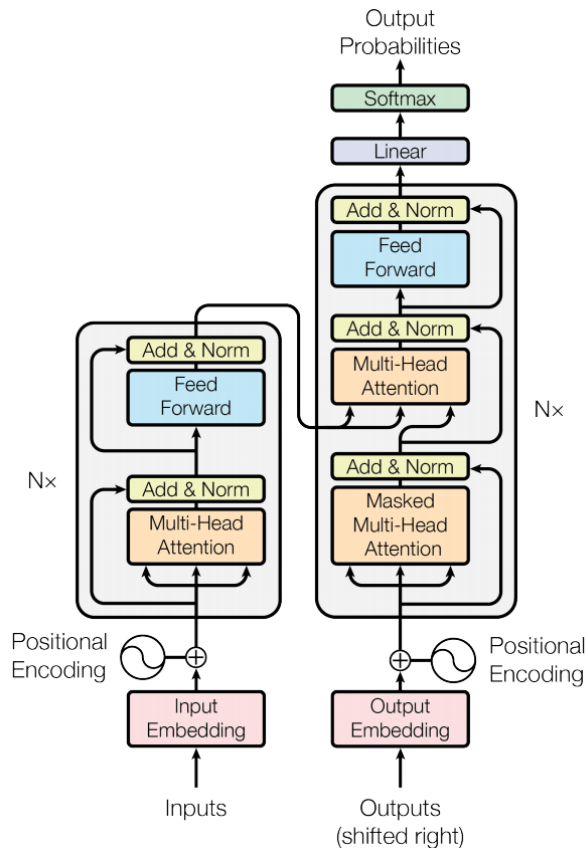 Output
Probabilities
Softmax
Linear
Add & Norm
Feed
Forward
Add & Norm
Multi-Head
Attention
Add & Norm
Masked
Multi-Head
Attention
N×
Add & Norm
Feed
Forward
Add & Norm
Multi-Head
Attention
N×
Positional
Encoding
Input
Embedding
Inputs
Positional
Encoding
Output
Embedding
Outputs
(shifted right)